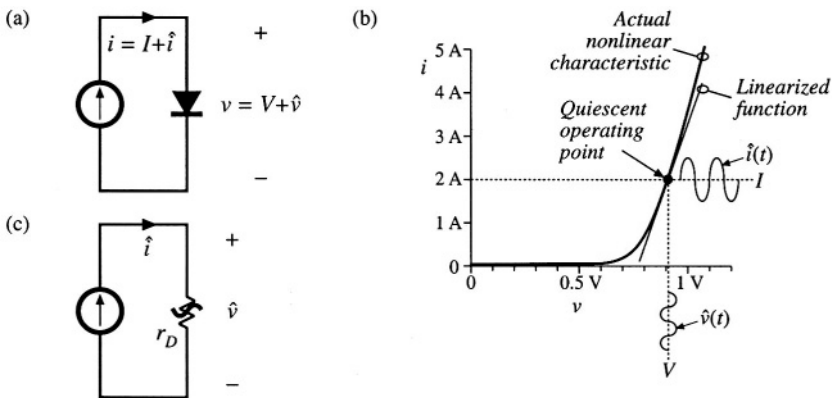 (a)
i = I+î
+
v = V+v̂
−
(b)
Actual
nonlinear
characteristic
Linearized
function
Quiescent
operating
point
i
5 A
4 A
3 A
2 A
1 A
0
î(t)
I
0
0.5 V
1 V
v
v̂(t)
V
(c)
î
+
r_D
v̂
−